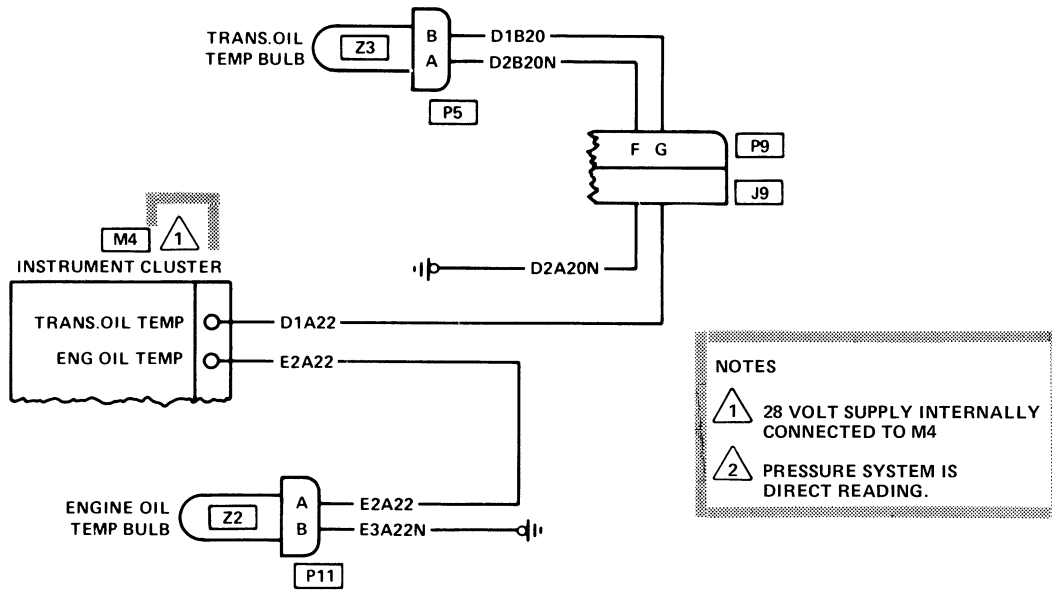 TRANS.OIL
TEMP BULB
Z3
B
A
D1B20
D2B20N
P5
F G
P9
J9
M4
1
INSTRUMENT CLUSTER
D2A20N
TRANS.OIL TEMP
D1A22
ENG OIL TEMP
E2A22
NOTES
1 28 VOLT SUPPLY INTERNALLY
CONNECTED TO M4
2 PRESSURE SYSTEM IS
DIRECT READING.
ENGINE OIL
TEMP BULB
Z2
A
B
E2A22
E3A22N
P11